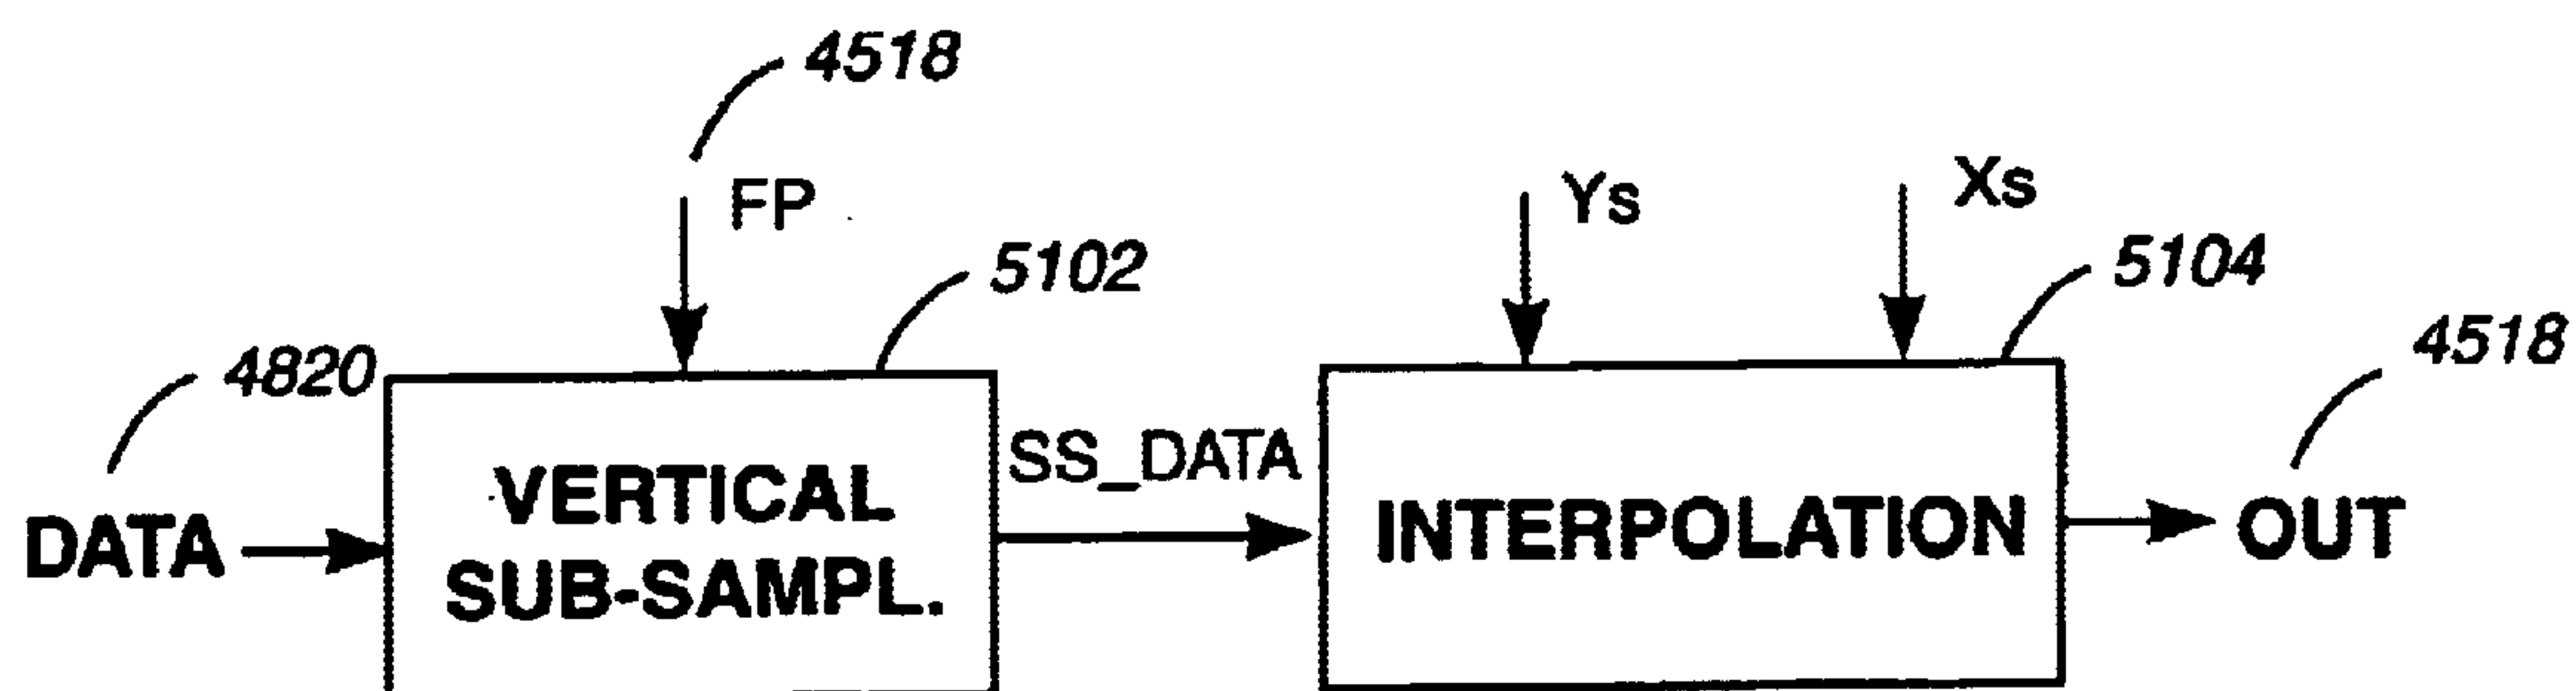 4518
FP
Ys
Xs
5102
5104
4820
4518
DATA
VERTICAL
SUB-SAMPL.
SS_DATA
INTERPOLATION
OUT